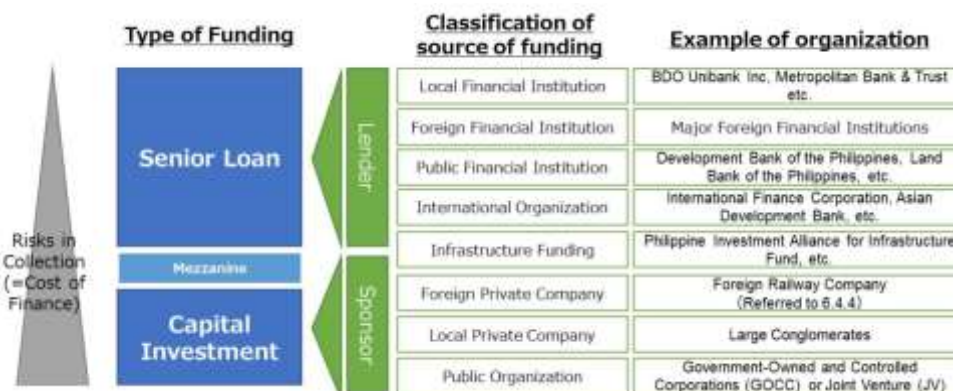 Type of Funding
Classification of
source of funding
Example of organization
Risks in
Collection
(=Cost of
Finance)
Senior Loan
Mezzanine
Capital
Investment
Lender
Sponsor
Local Financial Institution
BDO Unibank Inc, Metropolitan Bank & Trust
etc.
Foreign Financial Institution
Major Foreign Financial Institutions
Public Financial Institution
Development Bank of the Philippines, Land
Bank of the Philippines, etc.
International Organization
International Finance Corporation, Asian
Development Bank, etc.
Infrastructure Funding
Philippine Investment Alliance for Infrastructure
Fund, etc.
Foreign Private Company
Foreign Railway Company
(Referred to 6.4.4)
Local Private Company
Large Conglomerates
Public Organization
Government-Owned and Controlled
Corporations (GOCC) or Joint Venture (JV)